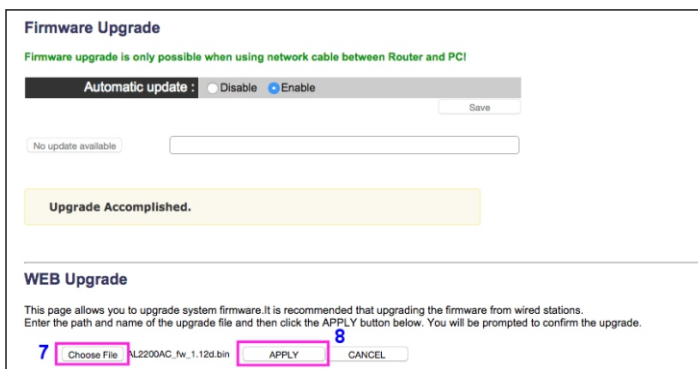 Firmware Upgrade
Firmware upgrade is only possible when using network cable between Router and PC!
Automatic update : Disable Enable
Save
No update available
Upgrade Accomplished.
WEB Upgrade
This page allows you to upgrade system firmware.It is recommended that upgrading the firmware from wired stations.
Enter the path and name of the upgrade file and then click the APPLY button below. You will be prompted to confirm the upgrade.
8
7 Choose File AL2200AC_fw_1.12d.bin APPLY CANCEL